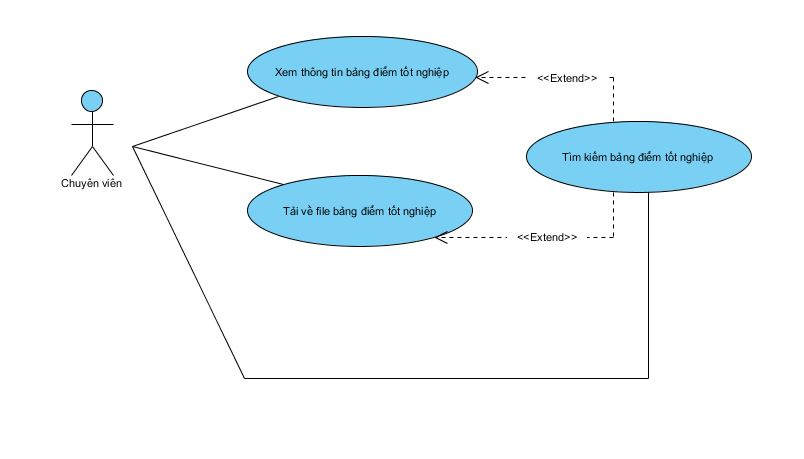 Xem thông tin bảng điểm tốt nghiệp
<<Extend>>
Tìm kiếm bảng điểm tốt nghiệp
Chuyên viên
Tải về file bảng điểm tốt nghiệp
<<Extend>>